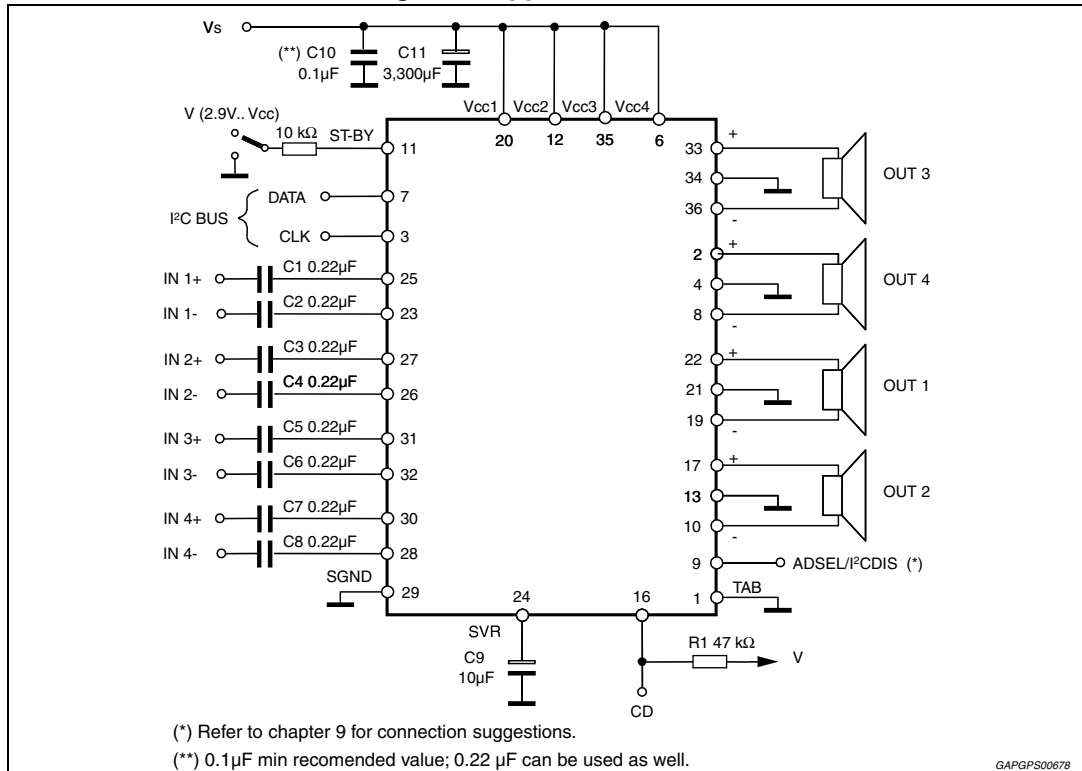 Vs
(**) C10
0.1µF
C11
3,300µF
Vcc1
Vcc2
Vcc3
Vcc4
20
12
35
6
V (2.9V.. Vcc)
10 kΩ
ST-BY
11
I²C BUS
DATA
7
CLK
3
IN 1+
C1 0.22µF
25
IN 1-
C2 0.22µF
23
IN 2+
C3 0.22µF
27
IN 2-
C4 0.22µF
26
IN 3+
C5 0.22µF
31
IN 3-
C6 0.22µF
32
IN 4+
C7 0.22µF
30
IN 4-
C8 0.22µF
28
SGND
29
33
+
34
36
-
OUT 3
2
+
4
8
-
OUT 4
22
+
21
19
-
OUT 1
17
+
13
10
-
OUT 2
9
ADSEL/I²CDIS (*)
1
TAB
24
SVR
C9
10µF
16
R1 47 kΩ
V
CD
(*) Refer to chapter 9 for connection suggestions.
(**) 0.1µF min recomended value; 0.22 µF can be used as well.
GAPGPS00678